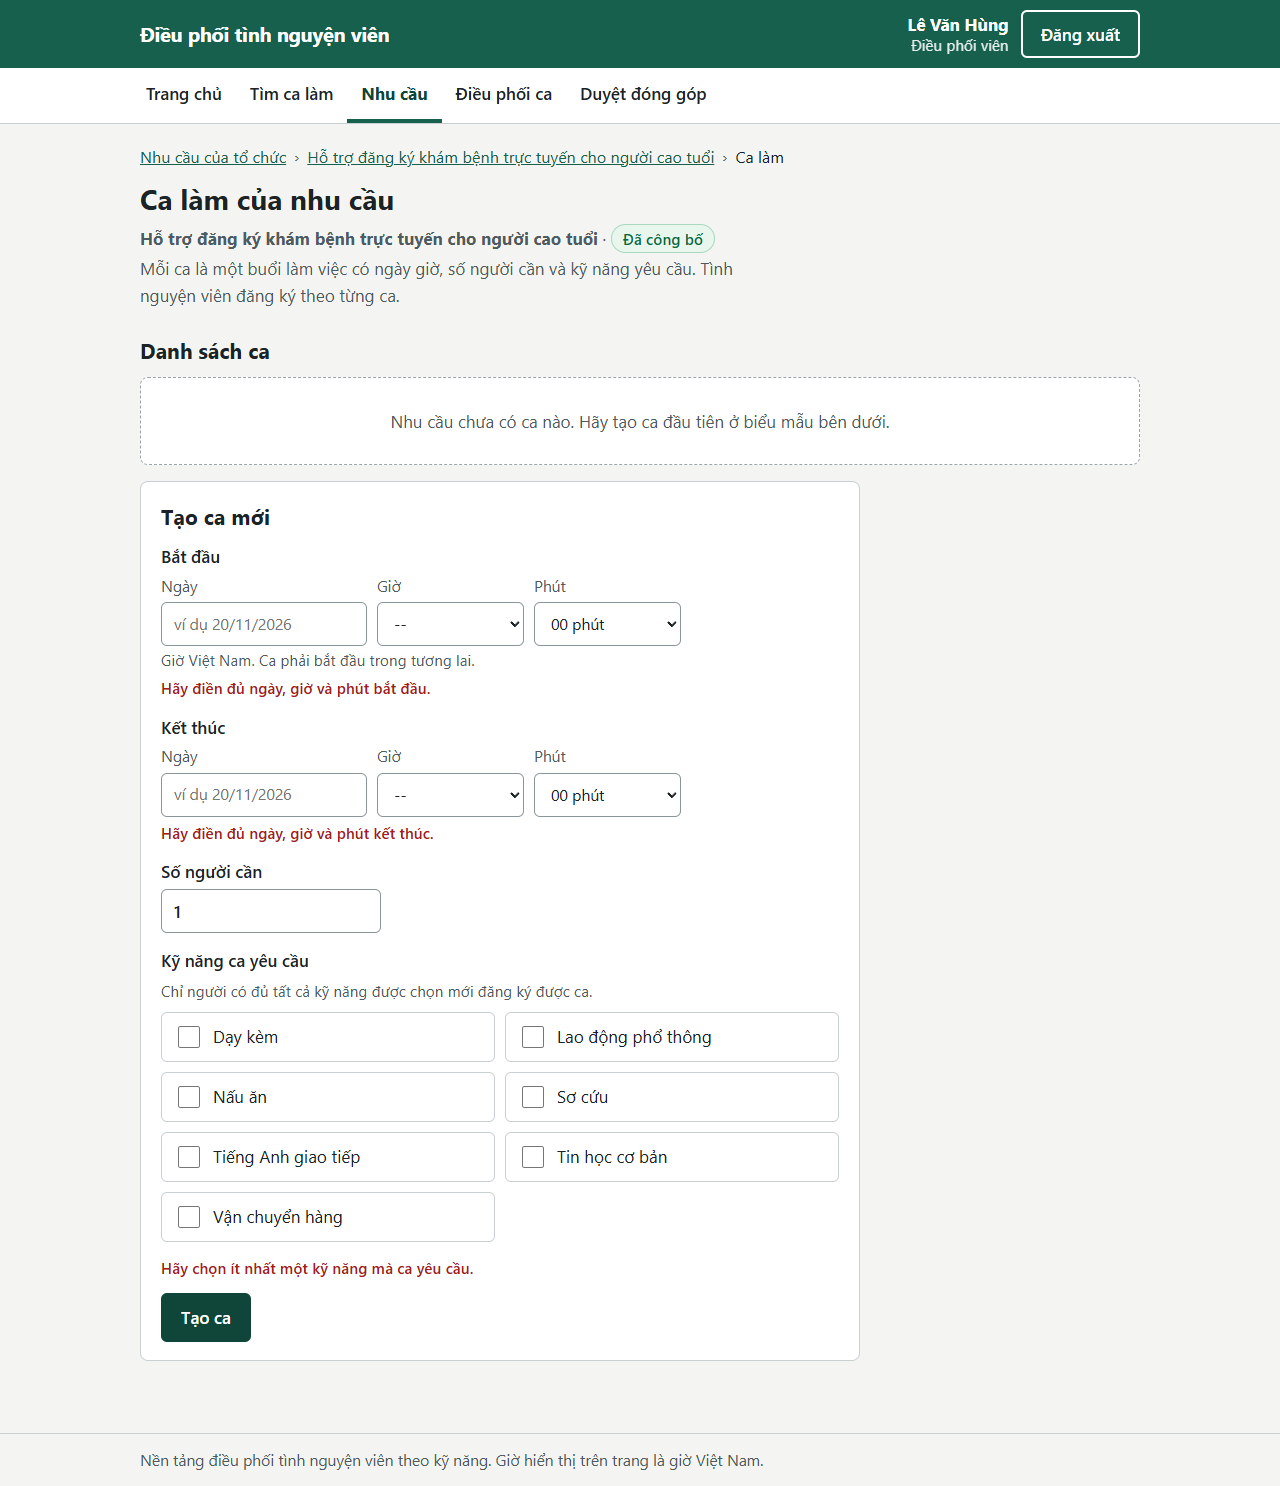 Điều phối tình nguyện viên
Lê Văn Hùng
Điều phối viên
Đăng xuất
Trang chủ
Tìm ca làm
Nhu cầu
Điều phối ca
Duyệt đóng góp
Nhu cầu của tổ chức › Hỗ trợ đăng ký khám bệnh trực tuyến cho người cao tuổi › Ca làm
Ca làm của nhu cầu
Hỗ trợ đăng ký khám bệnh trực tuyến cho người cao tuổi · Đã công bố
Mỗi ca là một buổi làm việc có ngày giờ, số người cần và kỹ năng yêu cầu. Tình
nguyện viên đăng ký theo từng ca.
Danh sách ca
Nhu cầu chưa có ca nào. Hãy tạo ca đầu tiên ở biểu mẫu bên dưới.
Tạo ca mới
Bắt đầu
Ngày
Giờ
Phút
ví dụ 20/11/2026
--
00 phút
Giờ Việt Nam. Ca phải bắt đầu trong tương lai.
Hãy điền đủ ngày, giờ và phút bắt đầu.
Kết thúc
Ngày
Giờ
Phút
ví dụ 20/11/2026
--
00 phút
Hãy điền đủ ngày, giờ và phút kết thúc.
Số người cần
1
Kỹ năng ca yêu cầu
Chỉ người có đủ tất cả kỹ năng được chọn mới đăng ký được ca.
Dạy kèm
Lao động phổ thông
Nấu ăn
Sơ cứu
Tiếng Anh giao tiếp
Tin học cơ bản
Vận chuyển hàng
Hãy chọn ít nhất một kỹ năng mà ca yêu cầu.
Tạo ca
Nền tảng điều phối tình nguyện viên theo kỹ năng. Giờ hiển thị trên trang là giờ Việt Nam.